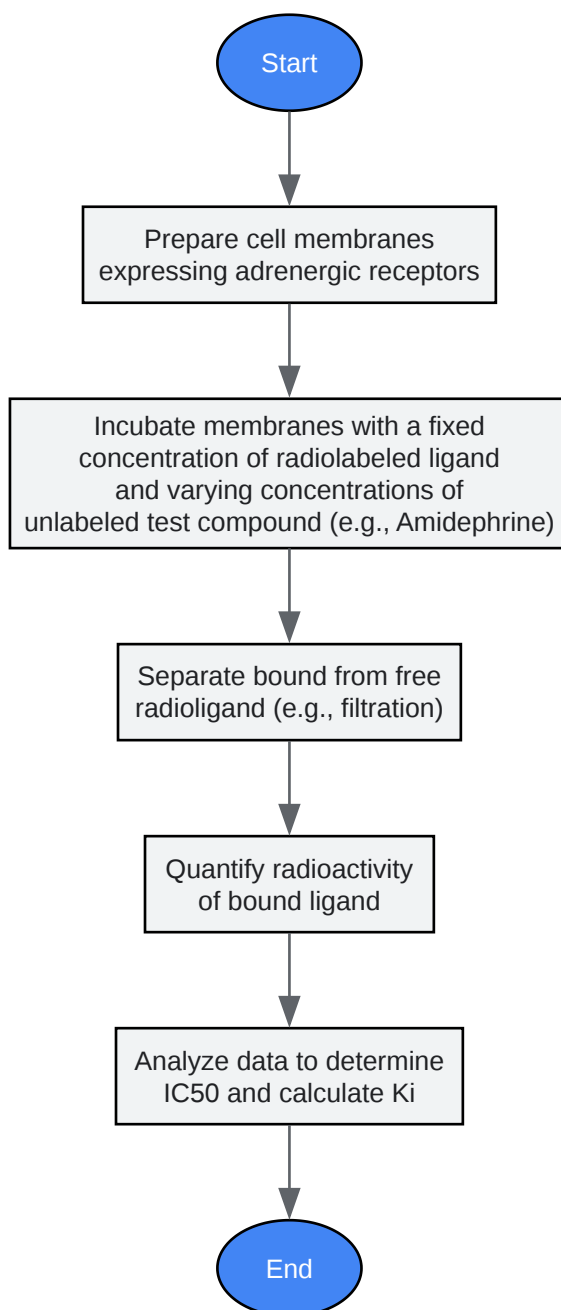 Start
Prepare cell membranes
expressing adrenergic receptors
Incubate membranes with a fixed
concentration of radiolabeled ligand
and varying concentrations of
unlabeled test compound (e.g., Amidephrine)
Separate bound from free
radioligand (e.g., filtration)
Quantify radioactivity
of bound ligand
Analyze data to determine
IC50 and calculate Ki
End